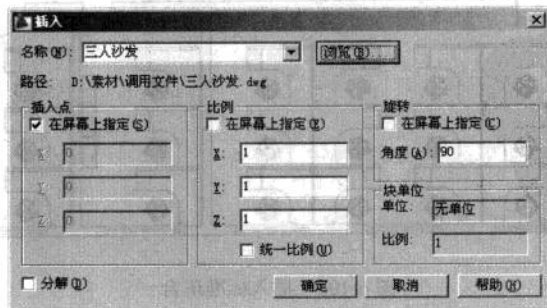 插入
名称(N): 三人沙发 浏览(B)...
路径: D:\素材\调用文件\三人沙发.dwg
插入点 比例 旋转
在屏幕上指定(S) 在屏幕上指定(E) 在屏幕上指定(C)
X: 0 X: 1 角度(A): 90
Y: 0 Y: 1 块单位
单位: 无单位
Z: 0 Z: 1
比例: 1
统一比例(U)
分解(D) 确定 取消 帮助(H)